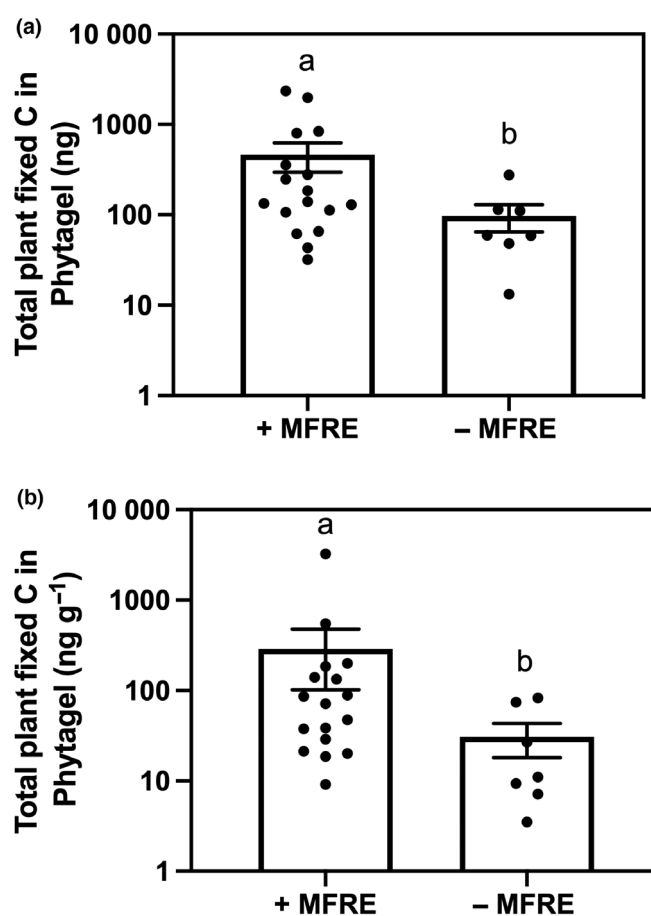 (a)
Total plant fixed C in
Phytagel (ng)
10 000
1000
100
10
1
a
b
+ MFRE
– MFRE
(b)
Total plant fixed C in
Phytagel (ng g⁻¹)
10 000
1000
100
10
1
a
b
+ MFRE
– MFRE